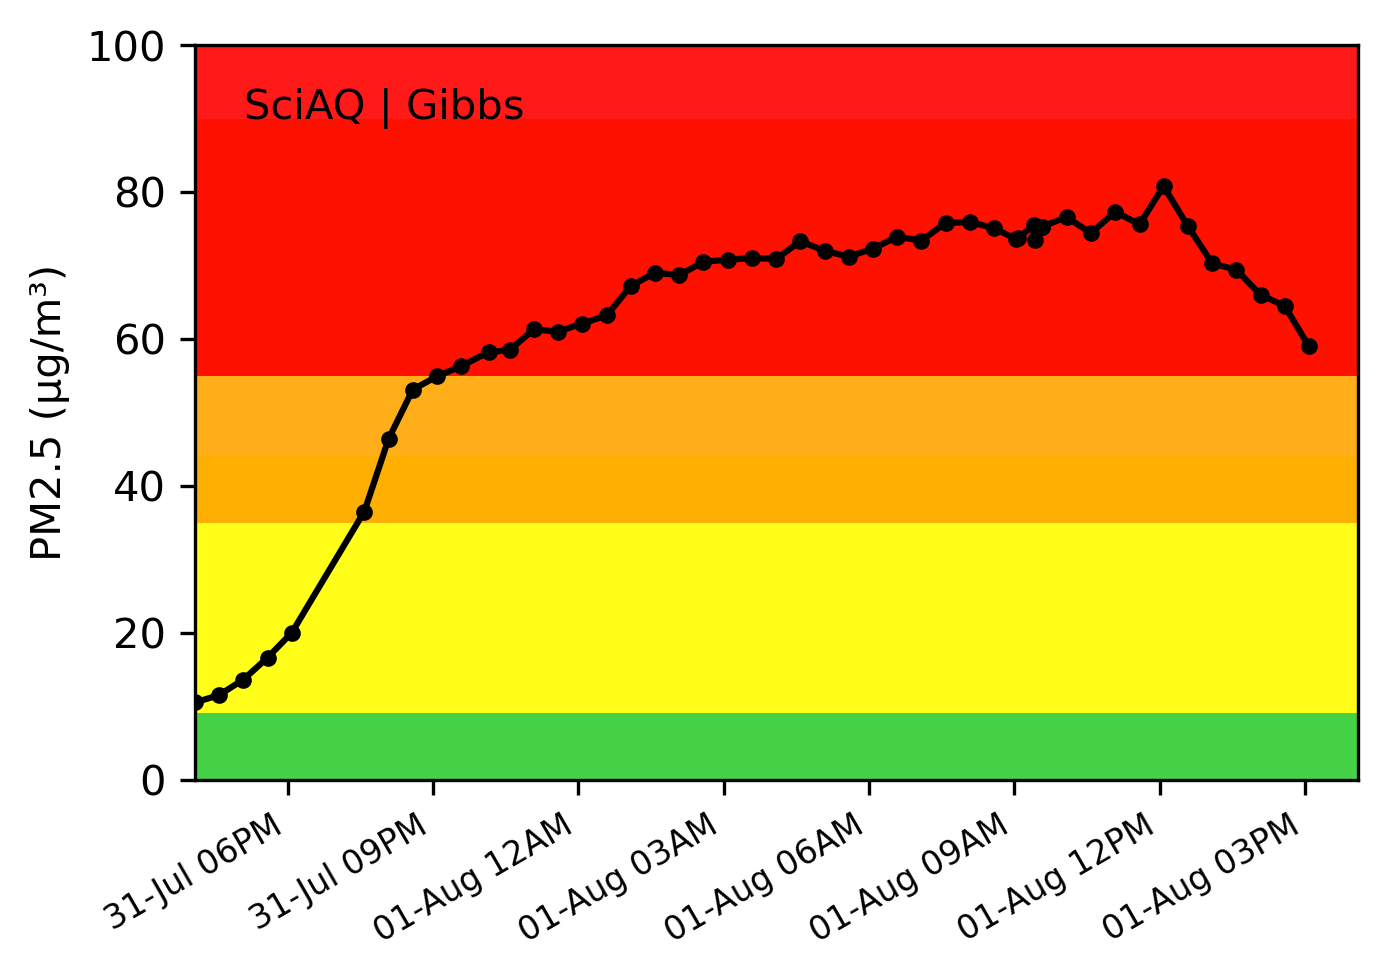 SciAQ | Gibbs
PM2.5 (µg/m³)
100
80
60
40
20
0
31-Jul 06PM
31-Jul 09PM
01-Aug 12AM
01-Aug 03AM
01-Aug 06AM
01-Aug 09AM
01-Aug 12PM
01-Aug 03PM